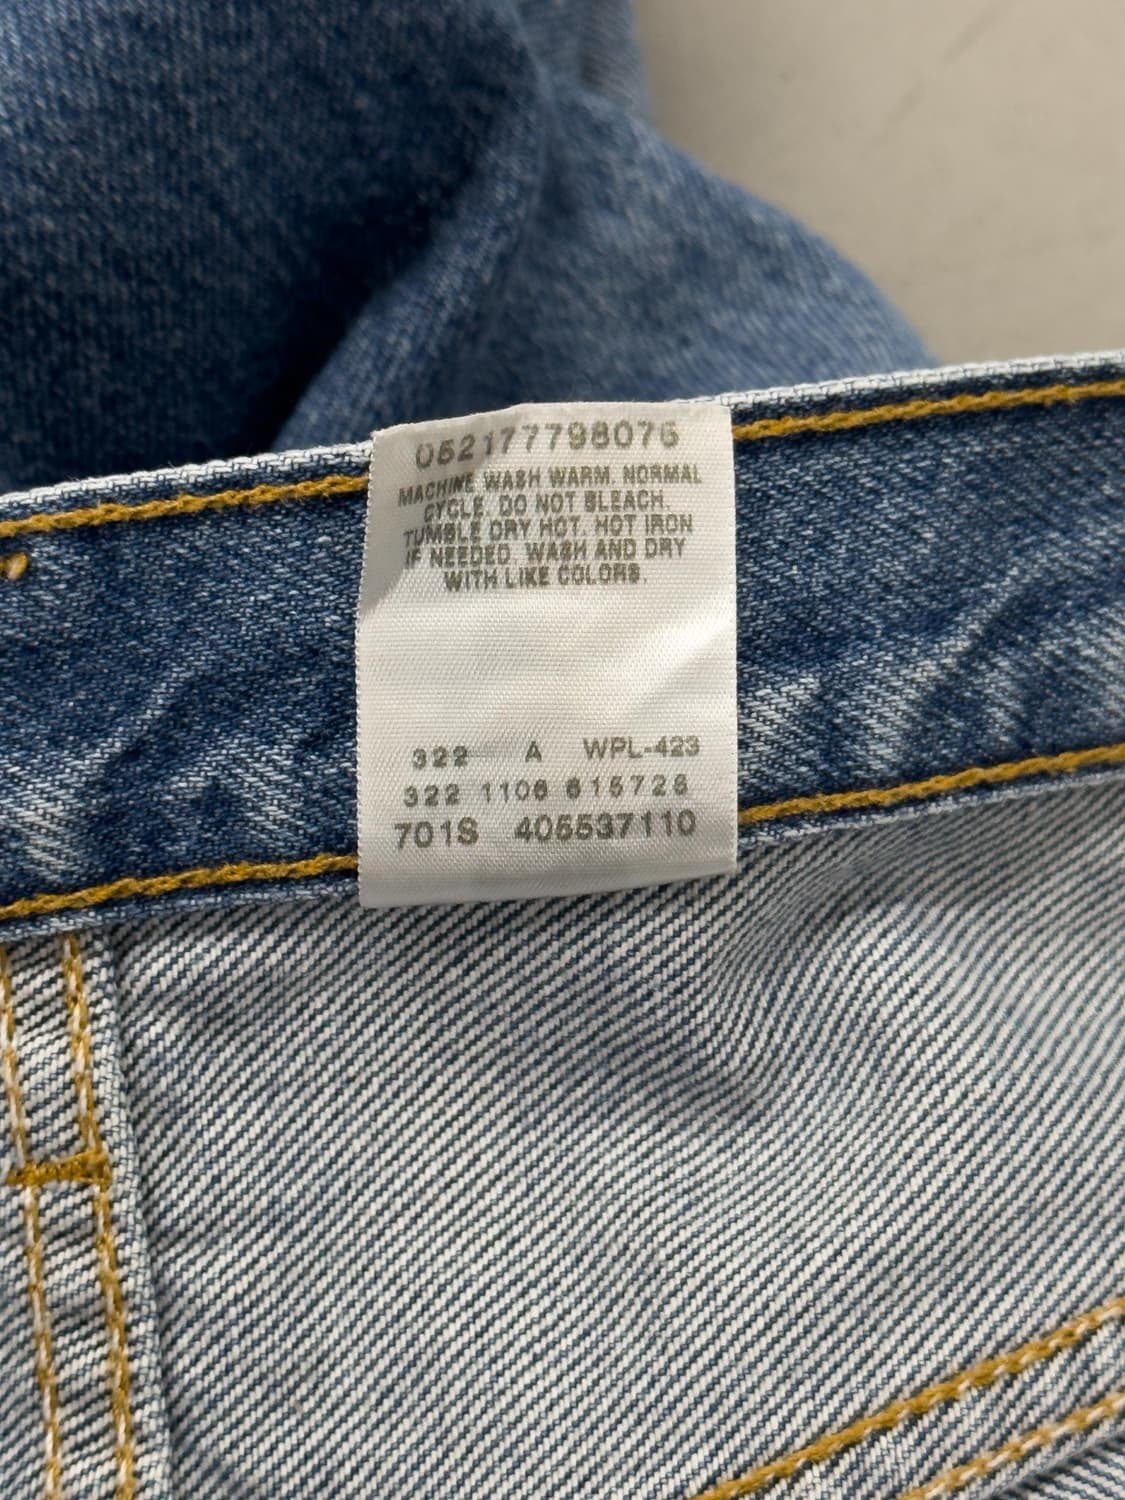 052177798076
MACHINE WASH WARM. NORMAL
CYCLE. DO NOT BLEACH.
TUMBLE DRY HOT. HOT IRON
IF NEEDED. WASH AND DRY
WITH LIKE COLORS.
322 A WPL-423
322 1106 615728
701S 405537110